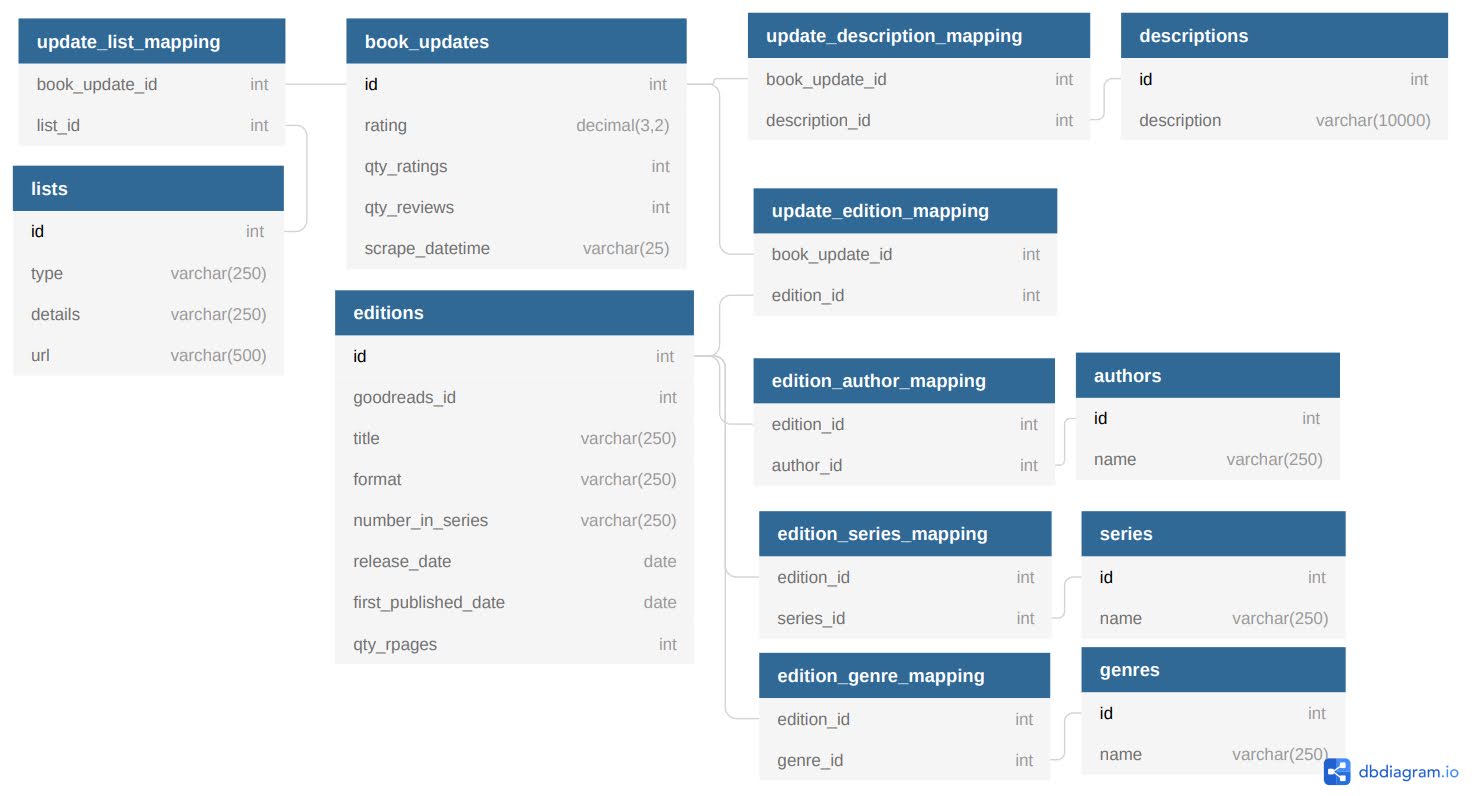 update_list_mapping
book_update_id int
list_id int
lists
id int
type varchar(250)
details varchar(250)
url varchar(500)
book_updates
id int
rating decimal(3,2)
qty_ratings int
qty_reviews int
scrape_datetime varchar(25)
editions
id int
goodreads_id int
title varchar(250)
format varchar(250)
number_in_series varchar(250)
release_date date
first_published_date date
qty_rpages int
update_description_mapping
book_update_id int
description_id int
descriptions
id int
description varchar(10000)
update_edition_mapping
book_update_id int
edition_id int
edition_author_mapping
edition_id int
author_id int
authors
id int
name varchar(250)
edition_series_mapping
edition_id int
series_id int
series
id int
name varchar(250)
edition_genre_mapping
edition_id int
genre_id int
genres
id int
name varchar(250)
dbdiagram.io